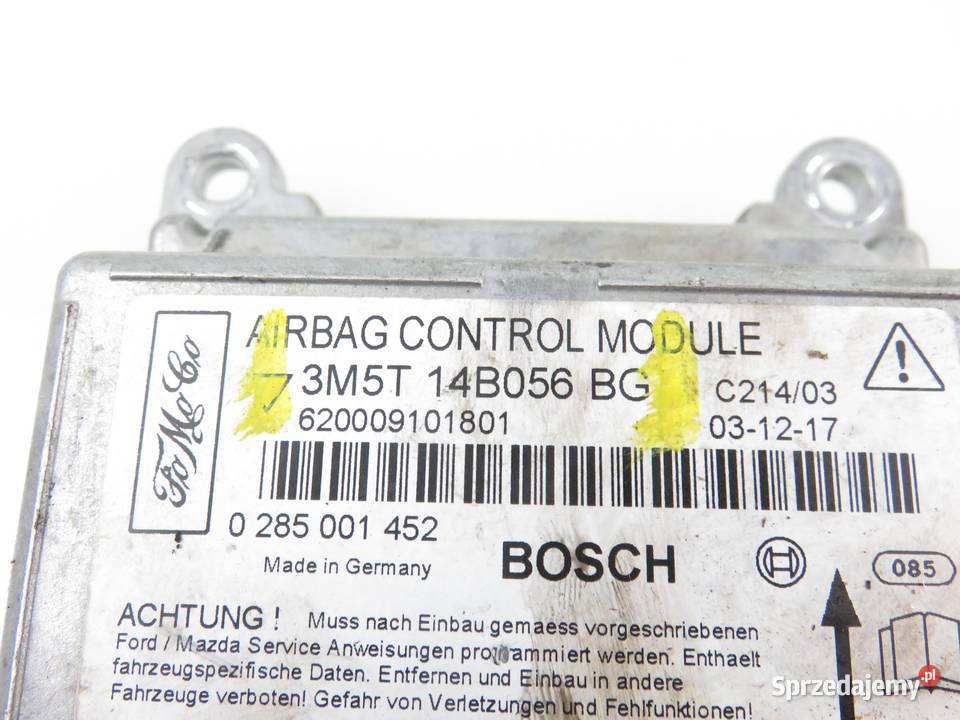 AIRBAG CONTROL MODULE
3M5T 14B056 BG
C214/03
620009101801
03-12-17
FoMoCo
0 285 001 452
Made in Germany
BOSCH
085
ACHTUNG ! Muss nach Einbau gemaess vorgeschriebenen
Ford / Mazda Service Anweisungen programmiert werden. Enthaelt
fahrzeugspezifische Daten. Entfernen und Einbau in andere
Fahrzeuge verboten! Gefahr von Verletzungen und Fehlfunktionen!
Sprzedajemy.pl